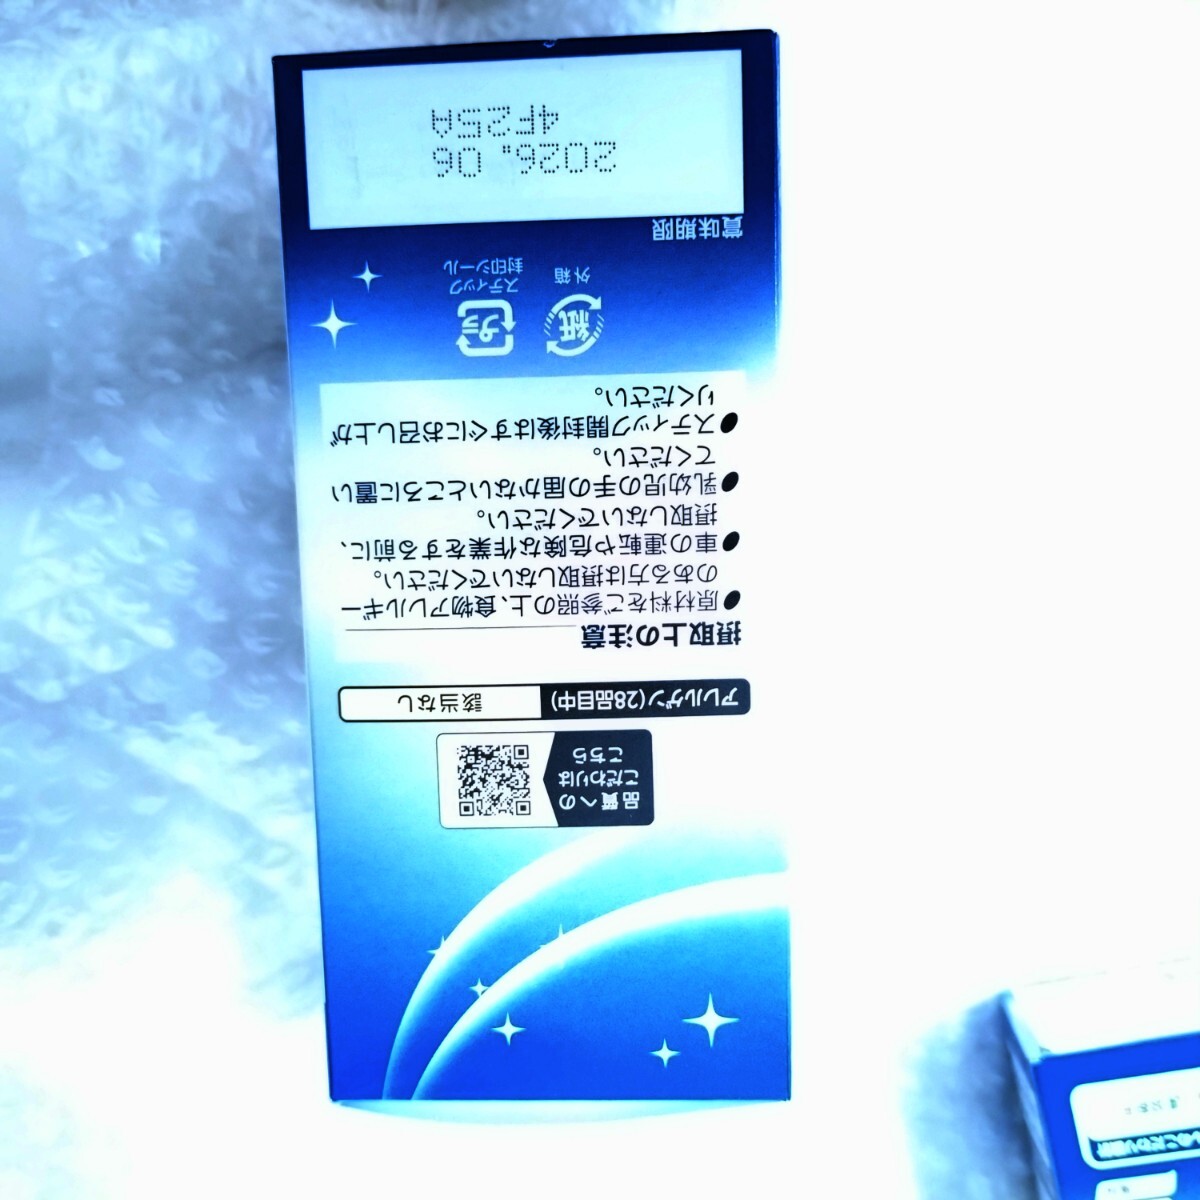 品質への
こだわりは
こちら
アレルゲン(28品目中)
該当なし
摂取上の注意
●原材料をご参照の上、食物アレルギー
のある方は摂取しないでください。
●車の運転や危険な作業をする前に、
摂取しないでください。
●乳幼児の手の届かないところに置い
てください。
●スティック開封後はすぐにお召し上が
りください。
紙
外箱
プラ
スティック
封印シール
賞味期限
2026.06
4F25A